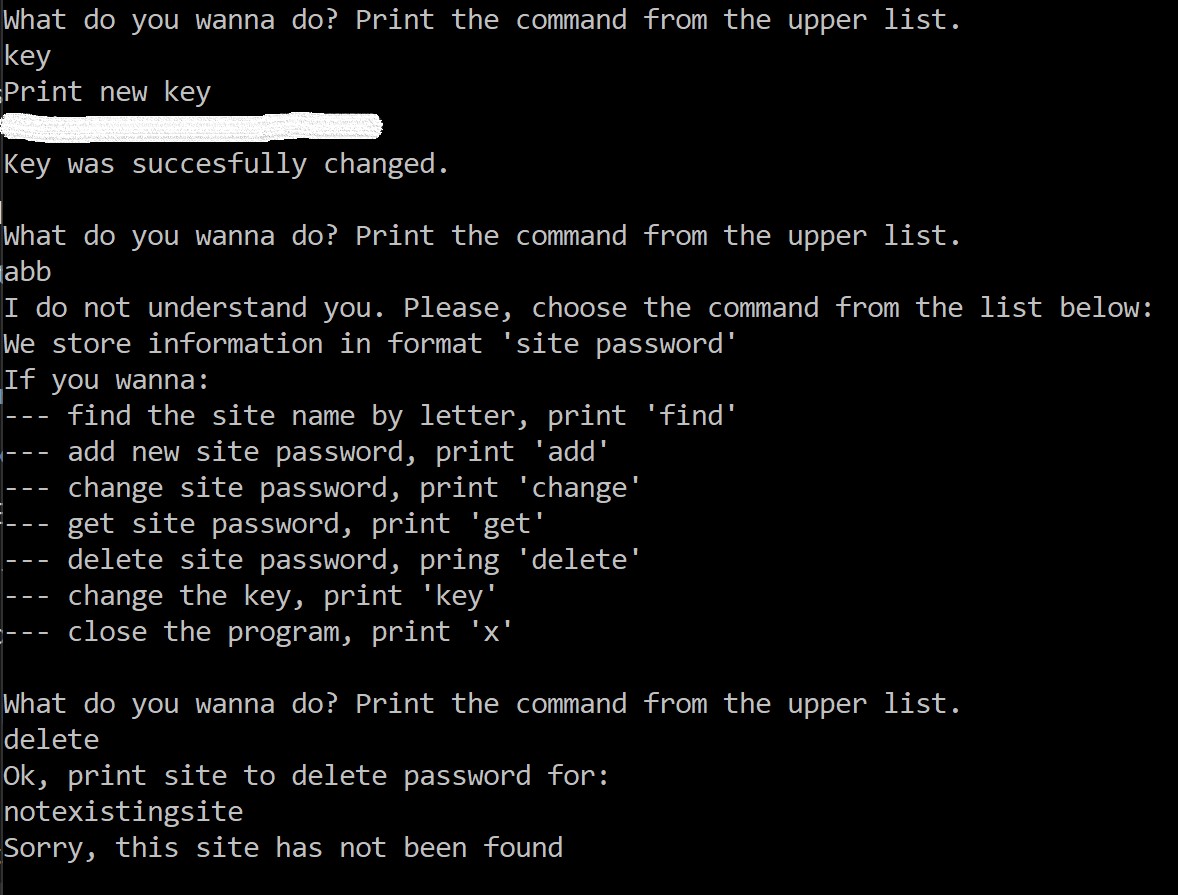 What do you wanna do? Print the command from the upper list.
key
Print new key
Key was succesfully changed.
What do you wanna do? Print the command from the upper list.
abb
I do not understand you. Please, choose the command from the list below:
We store information in format 'site password'
If you wanna:
--- find the site name by letter, print 'find'
--- add new site password, print 'add'
--- change site password, print 'change'
--- get site password, print 'get'
--- delete site password, pring 'delete'
--- change the key, print 'key'
--- close the program, print 'x'
What do you wanna do? Print the command from the upper list.
delete
Ok, print site to delete password for:
notexistingsite
Sorry, this site has not been found